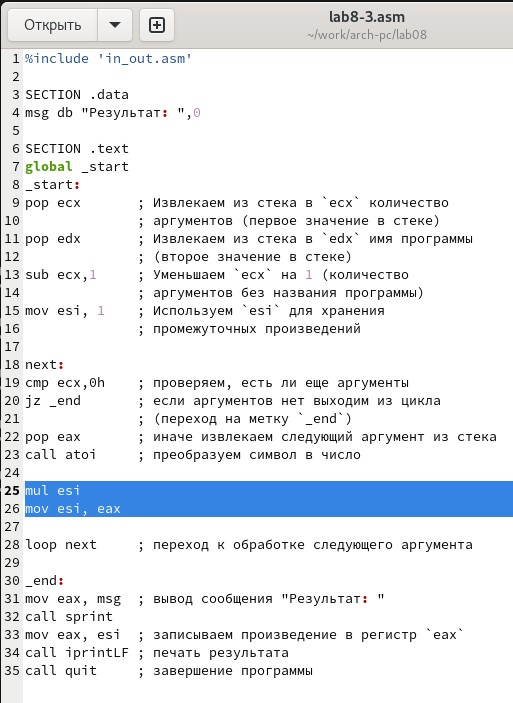 Открыть
lab8-3.asm
~/work/arch-pc/lab08
1 %include 'in_out.asm'
2
3 SECTION .data
4 msg db "Результат: ",0
5
6 SECTION .text
7 global _start
8 _start:
9 pop ecx ; Извлекаем из стека в `ecx` количество
10 ; аргументов (первое значение в стеке)
11 pop edx ; Извлекаем из стека в `edx` имя программы
12 ; (второе значение в стеке)
13 sub ecx,1 ; Уменьшаем `ecx` на 1 (количество
14 ; аргументов без названия программы)
15 mov esi, 1 ; Используем `esi` для хранения
16 ; промежуточных произведений
17
18 next:
19 cmp ecx,0h ; проверяем, есть ли еще аргументы
20 jz _end ; если аргументов нет выходим из цикла
21 ; (переход на метку `_end`)
22 pop eax ; иначе извлекаем следующий аргумент из стека
23 call atoi ; преобразуем символ в число
24
25 mul esi
26 mov esi, eax
27
28 loop next ; переход к обработке следующего аргумента
29
30 _end:
31 mov eax, msg ; вывод сообщения "Результат: "
32 call sprint
33 mov eax, esi ; записываем произведение в регистр `eax`
34 call iprintLF ; печать результата
35 call quit ; завершение программы